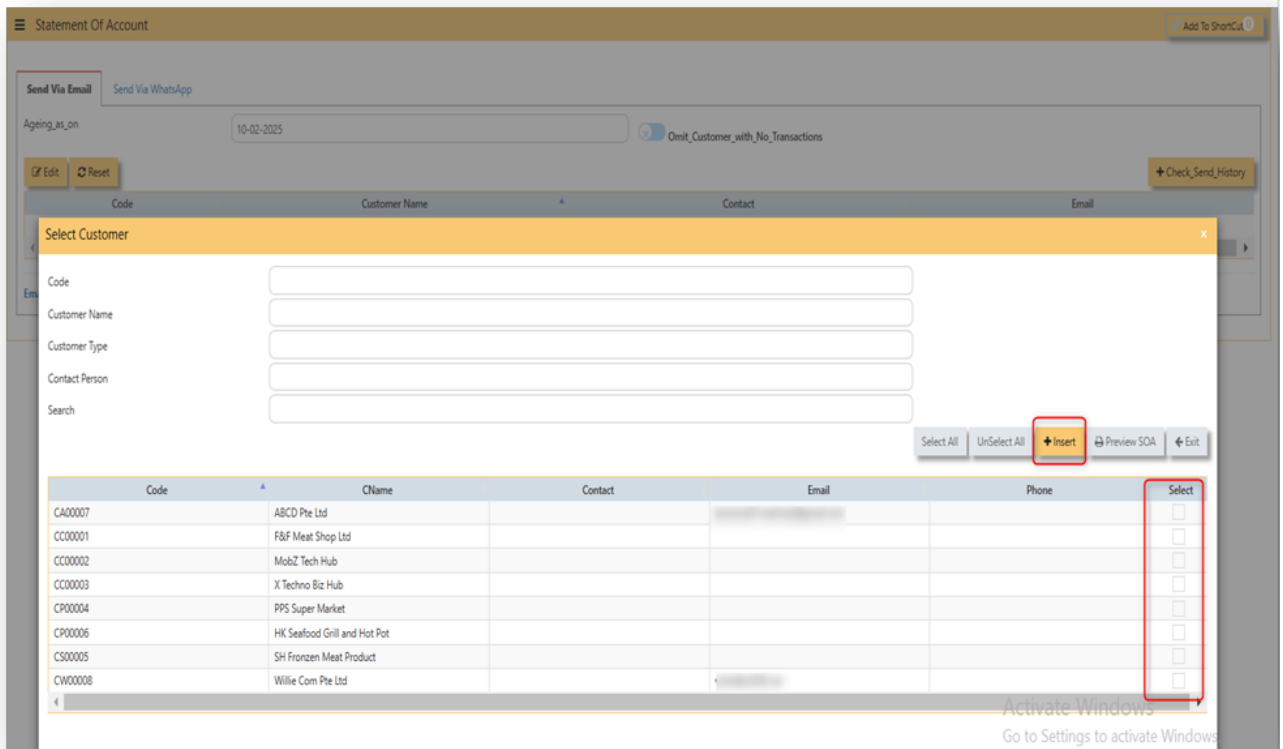 Statement Of Account
Add To ShortCut 0
Send Via Email Send Via WhatsApp
Ageing_as_on 10-02-2025 Omit_Customer_with_No_Transactions
Edit Reset +Check_Send_History
Code Customer Name Contact Email
Select Customer x
Ema
Code
Customer Name
Customer Type
Contact Person
Search
Select All UnSelect All +Insert Preview SOA Exit
Code CName Contact Email Phone Select
CA00007 ABCD Pte Ltd
CC00001 F&F Meat Shop Ltd
CC00002 MobZ Tech Hub
CC00003 X Techno Biz Hub
CP00004 PPS Super Market
CP00006 HK Seafood Grill and Hot Pot
CS00005 SH Fronzen Meat Product
CW00008 Willie Com Pte Ltd
Activate Windows
Go to Settings to activate Windows